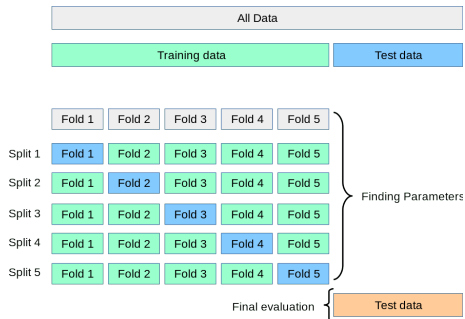 All Data
Training data Test data
Fold 1 Fold 2 Fold 3 Fold 4 Fold 5
Split 1 Fold 1 Fold 2 Fold 3 Fold 4 Fold 5
Split 2 Fold 1 Fold 2 Fold 3 Fold 4 Fold 5
Finding Parameters
Split 3 Fold 1 Fold 2 Fold 3 Fold 4 Fold 5
Split 4 Fold 1 Fold 2 Fold 3 Fold 4 Fold 5
Split 5 Fold 1 Fold 2 Fold 3 Fold 4 Fold 5
Final evaluation Test data